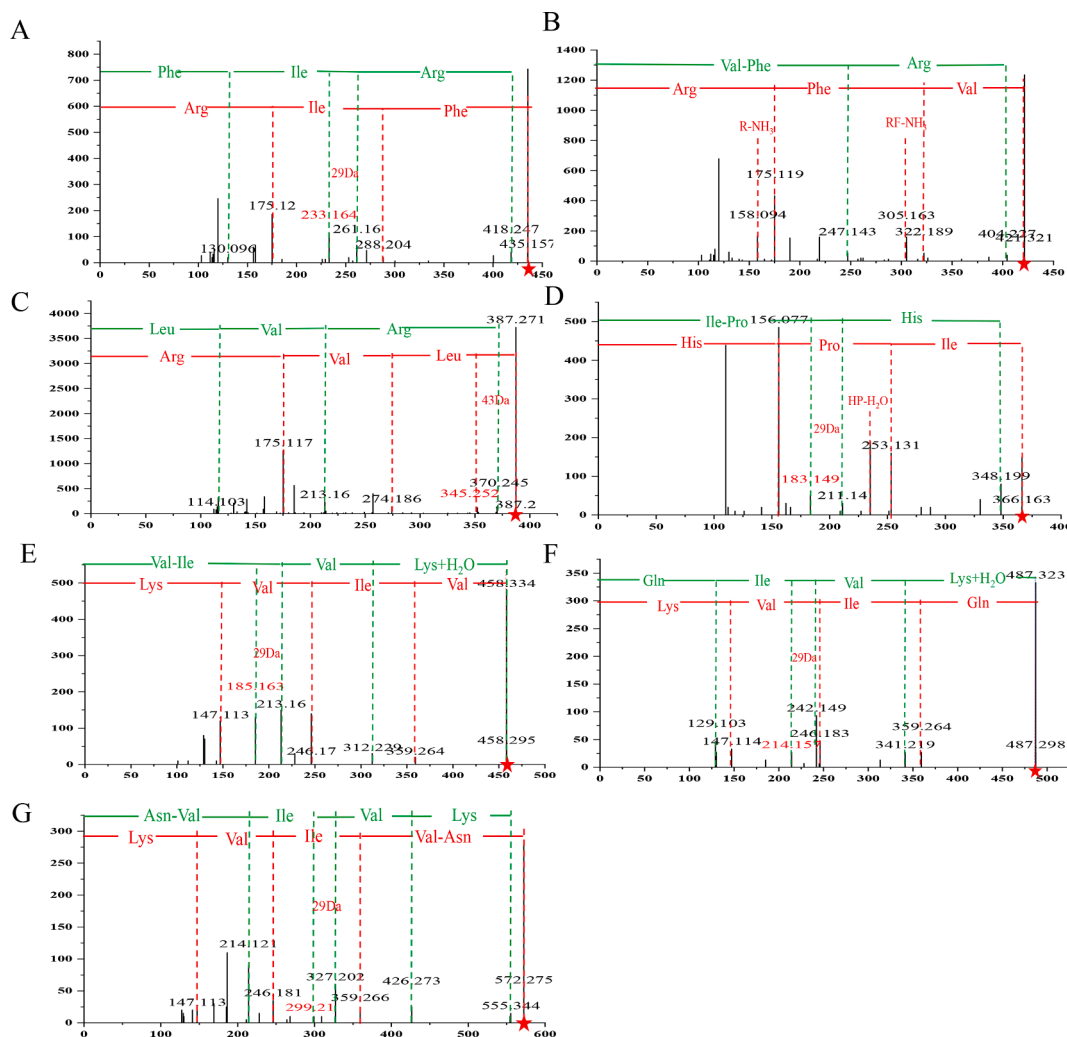 A
800
700
600
500
400
300
200
100
0
Phe Ile Arg
Arg Ile Phe
29Da
175.12
233.164
130.096
261.16
288.204
418.247
435.157
0 50 100 150 200 250 300 350 400 450
B
1400
1200
1000
800
600
400
200
0
Val-Phe Arg
Arg Phe Val
R-NH₃
175.119
158.094
247.143
305.163
322.189
404.227
421.321
0 50 100 150 200 250 300 350 400 450
C
4000
3500
3000
2500
2000
1500
1000
500
0
Leu Val Arg
387.271
Arg Val Leu
43Da
175.117
114.103
213.16
274.186
345.252
370.245
387.2
0 50 100 150 200 250 300 350 400
D
500
400
300
200
100
0
Ile-Pro 156.077 His
His Pro Ile
HP-H₂O
29Da
253.131
183.149
211.14
348.199
366.163
0 50 100 150 200 250 300 350 400
E
500
400
300
200
100
0
Val-Ile Val Lys+H₂O
Lys Val Ile Val
458.334
29Da
185.163
213.16
147.113
246.17
312.229
359.264
458.295
0 50 100 150 200 250 300 350 400 450 500
F
350
300
250
200
150
100
50
0
Gln Ile Val Lys+H₂O
487.323
Lys Val Ile Gln
29Da
242.149
129.103
147.114
214.157
246.183
341.219
359.264
487.298
0 100 200 300 400 500
G
300
250
200
150
100
50
0
Asn-Val Ile Val Lys
Lys Val Ile Val-Asn
29Da
214.121
327.202
426.273
572.275
147.113
246.181
299.21
359.266
555.344
0 100 200 300 400 500 600